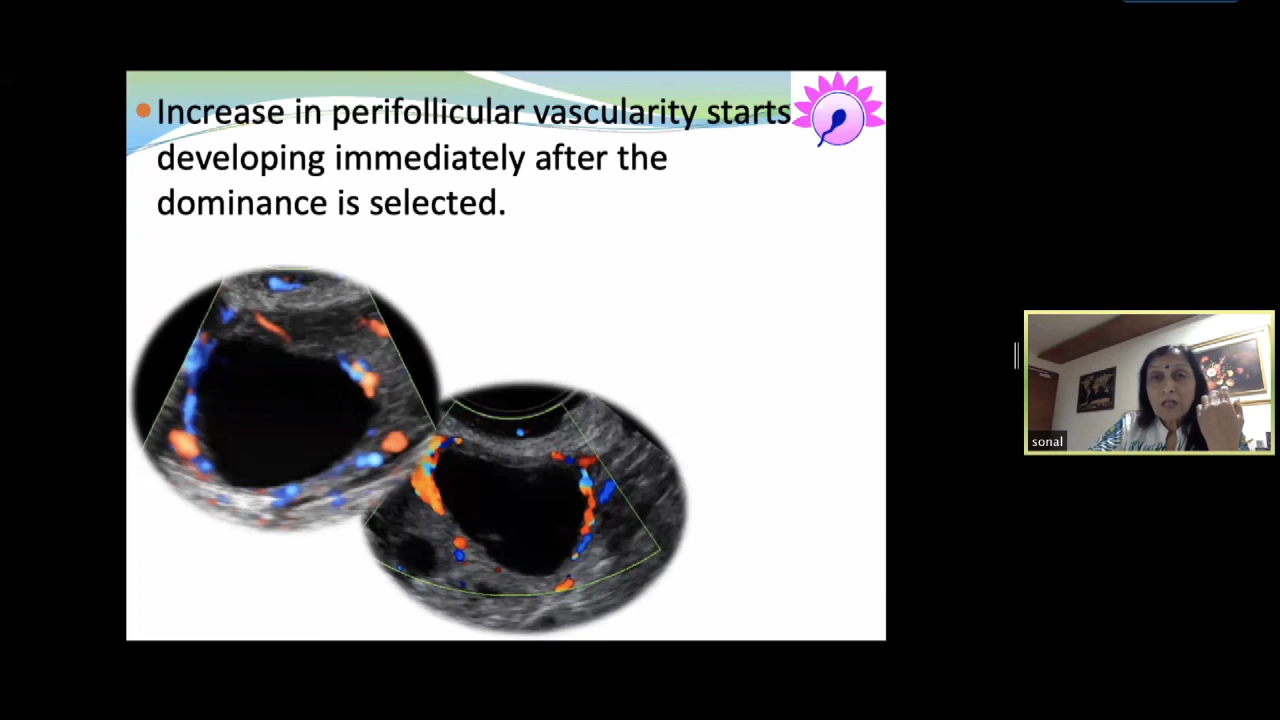 Increase in perifollicular vascularity starts
developing immediately after the
dominance is selected.
sonal